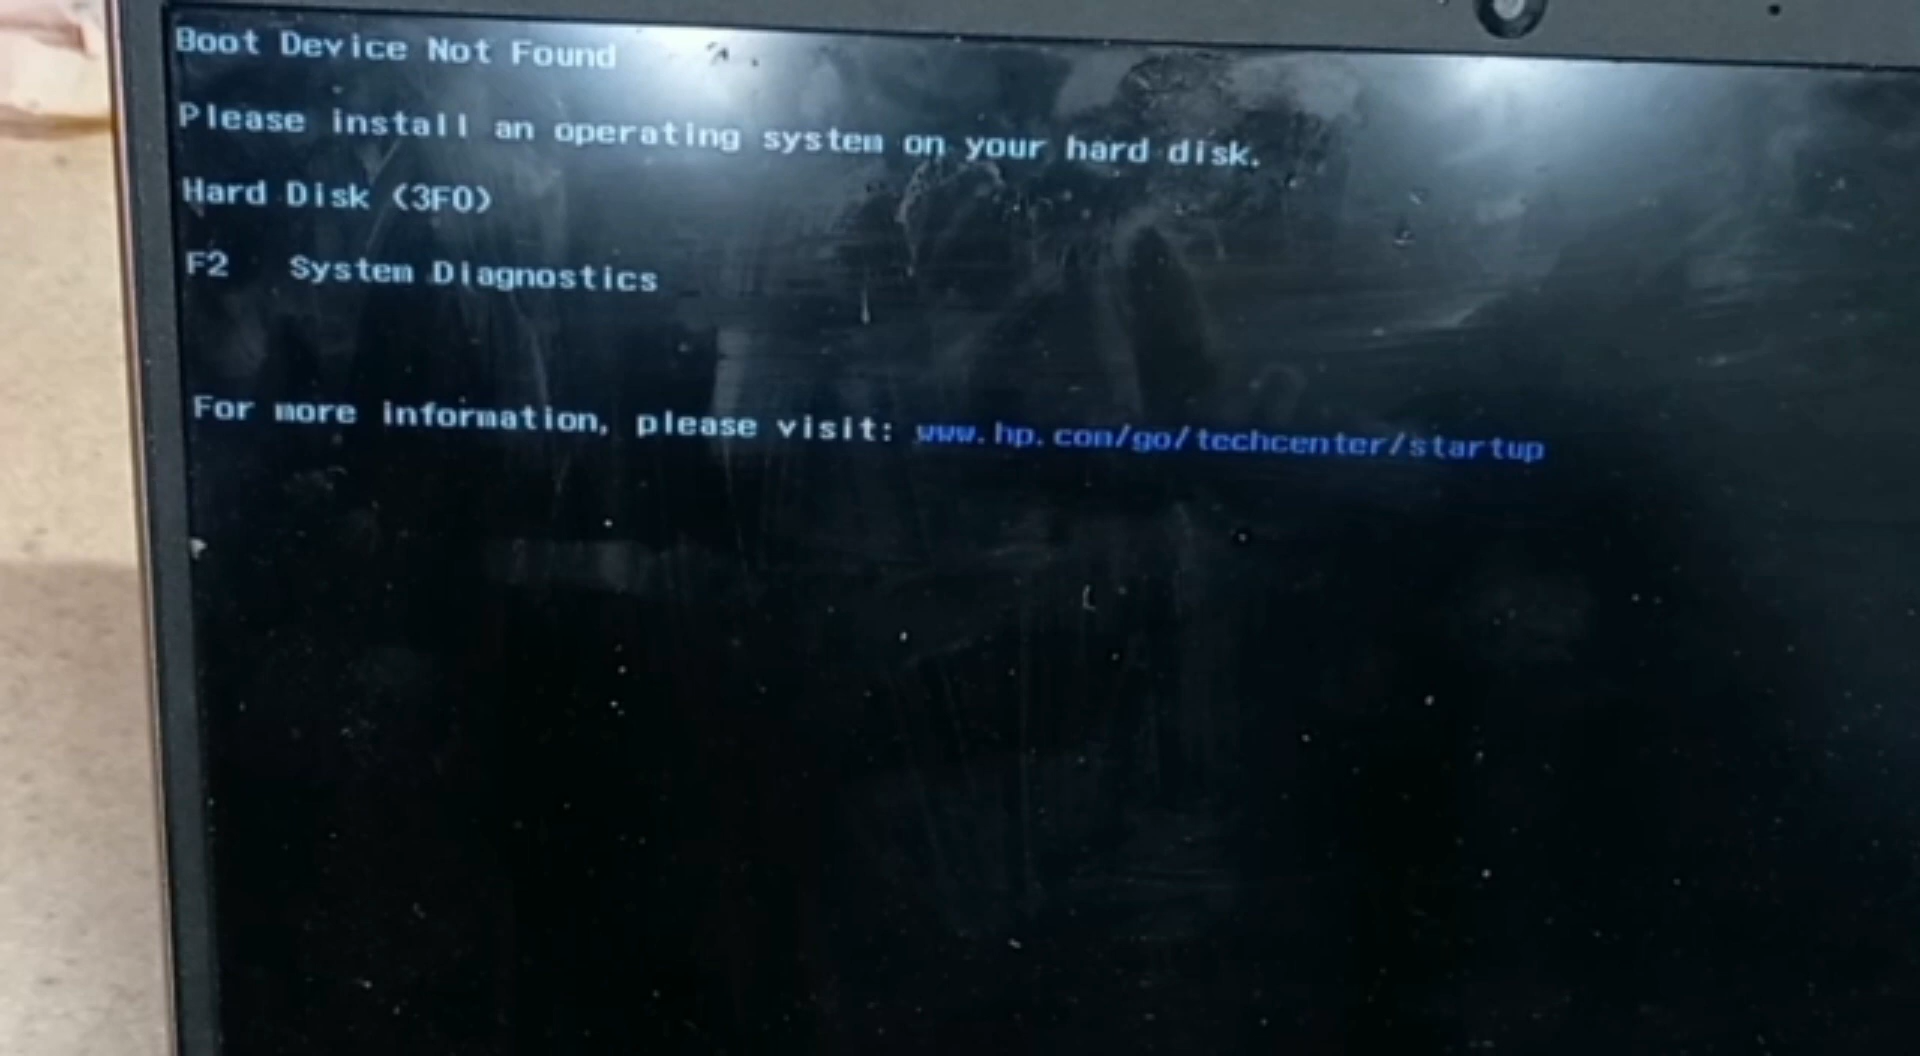 Boot Device Not Found
Please install an operating system on your hard disk.
Hard Disk (3F0)
F2 System Diagnostics
For more information, please visit: www.hp.com/go/techcenter/startup